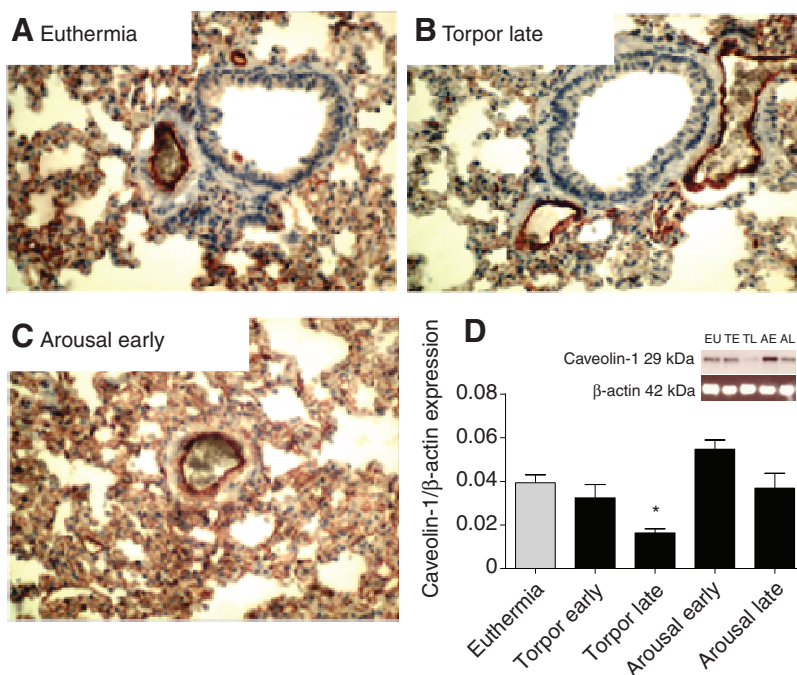 A Euthermia
B Torpor late
C Arousal early
D
EU TE TL AE AL
Caveolin-1 29 kDa
β-actin 42 kDa
Caveolin-1/β-actin expression
0.08
0.06
0.04
0.02
0
*
Euthermia
Torpor early
Torpor late
Arousal early
Arousal late